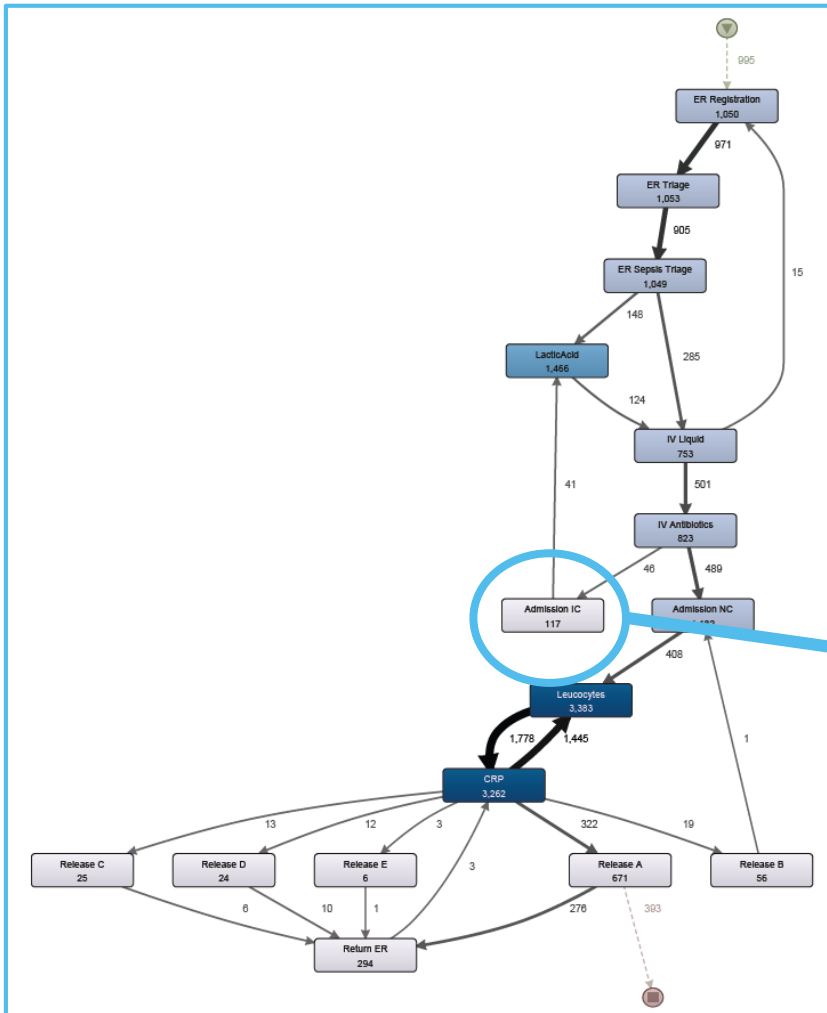 995
ER Registration
1,050
971
ER Triage
1,053
905
15
ER Sepsis Triage
1,049
148
LacticAcid
1,466
285
124
IV Liquid
753
41
501
IV Antibiotics
823
46
489
Admission IC
117
Admission NC
408
Leucocytes
3,383
1,778
1,445
1
CRP
3,262
13
12
3
322
19
3
Release C
25
Release D
24
Release E
6
Release A
671
Release B
56
6
10
1
276
393
Return ER
294